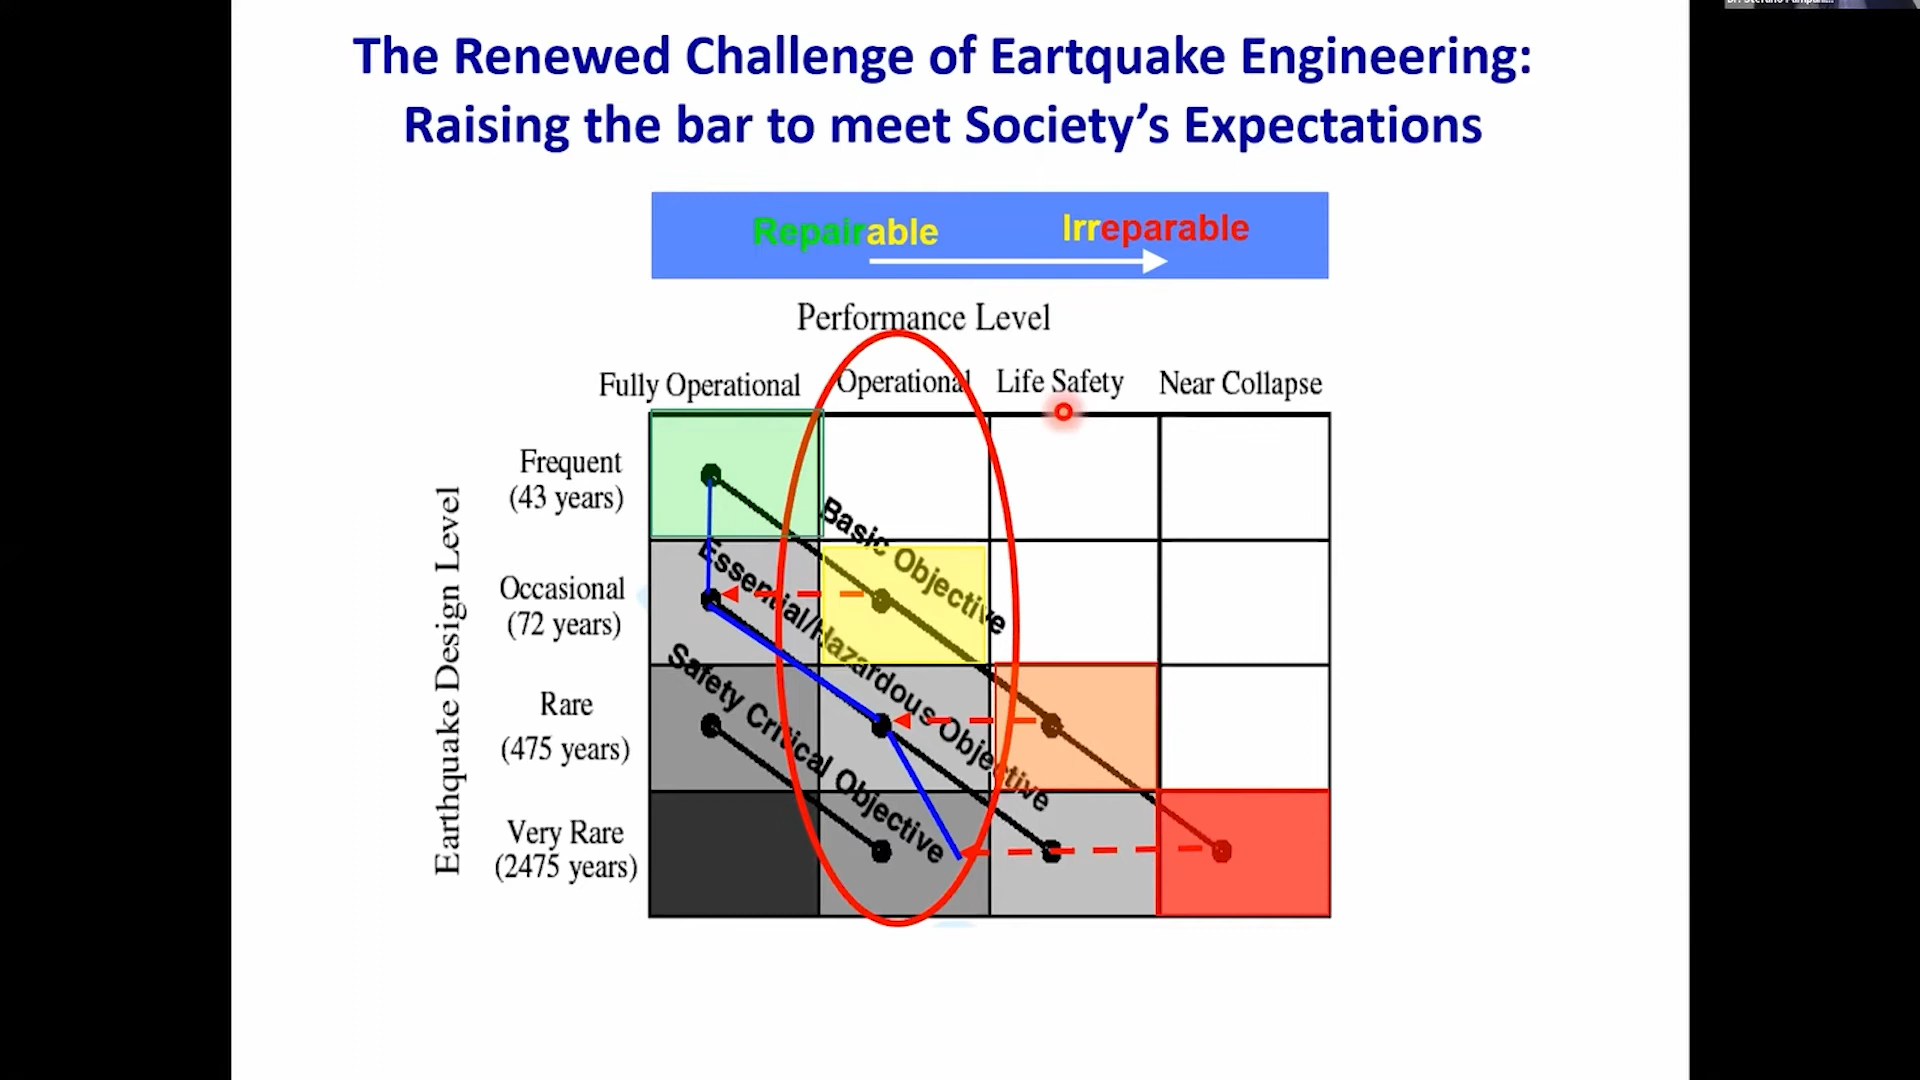 The Renewed Challenge of Eartquake Engineering:
Raising the bar to meet Society's Expectations
Repairable
Irreparable
Performance Level
Fully Operational
Operational
Life Safety
Near Collapse
Earthquake Design Level
Frequent
(43 years)
Occasional
(72 years)
Rare
(475 years)
Very Rare
(2475 years)
Basic Objective
Essential/Hazardous Objective
Safety Critical Objective